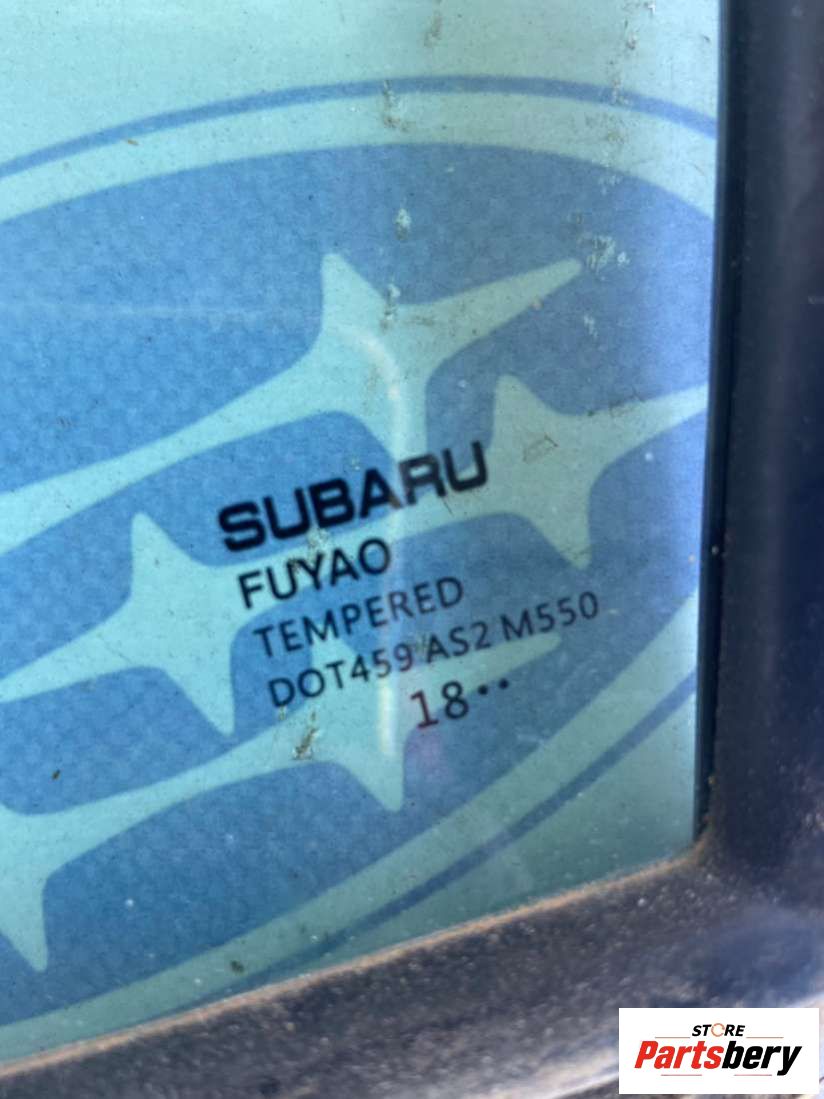 SUBARU
FUYAO
TEMPERED
DOT459 AS2 M550
18••
STORE
Partsbery